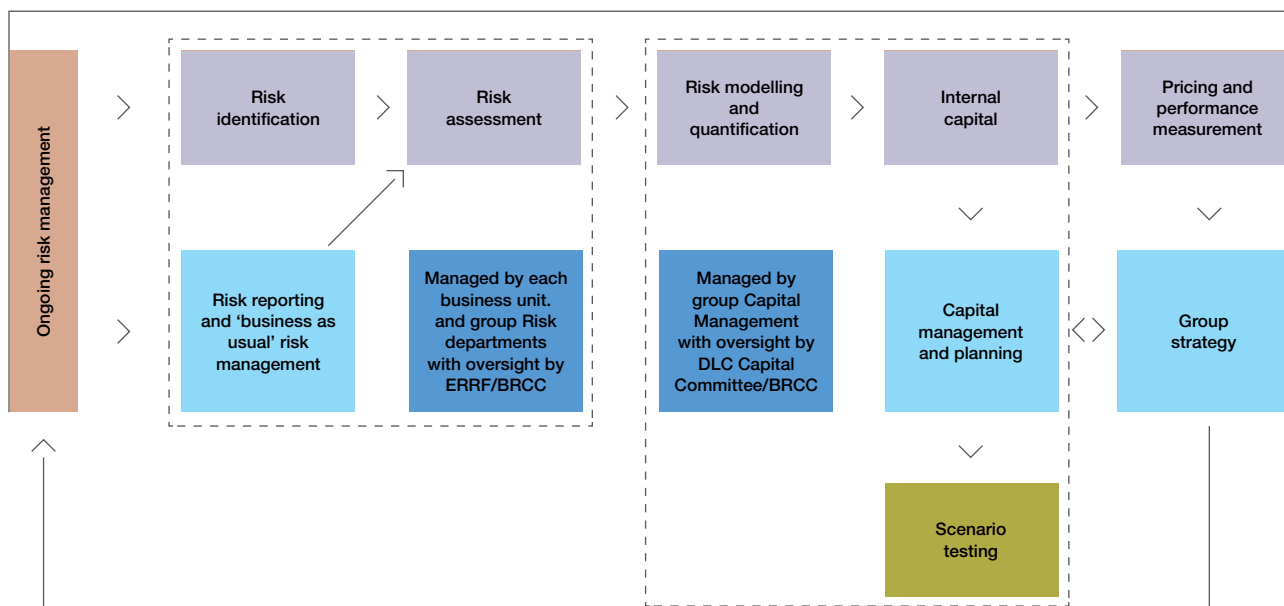 Ongoing risk management
Risk
identification
Risk
assessment
Risk modelling
and
quantification
Internal
capital
Pricing and
performance
measurement
Risk reporting
and ‘business as
usual’ risk
management
Managed by each
business unit.
and group Risk
departments
with oversight by
ERRF/BRCC
Managed by
group Capital
Management
with oversight by
DLC Capital
Committee/BRCC
Capital
management
and planning
Group
strategy
Scenario
testing